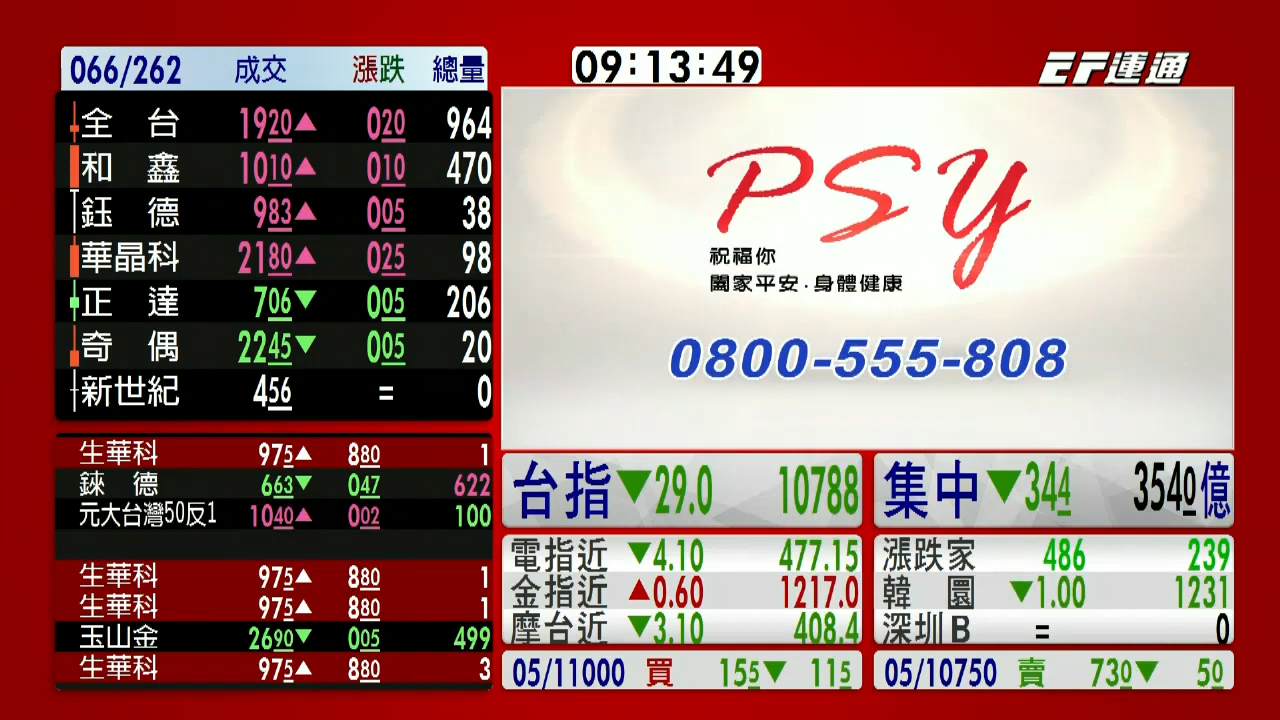 066/262 成交 漲跌 總量
全台 1920▲ 020 964
和鑫 1010▲ 010 470
鈺德 983▲ 005 38
華晶科 2180▲ 025 98
正達 706▼ 005 206
奇偶 2245▼ 005 20
新世紀 456 = 0
生華科 975▲ 880 1
錸德 663▼ 047 622
元大台灣50反1 1040▲ 002 100
生華科 975▲ 880 1
生華科 975▲ 880 1
玉山金 2690▼ 005 499
生華科 975▲ 880 3
09:13:49
EF運通
PSY
祝福你
闔家平安.身體健康
0800-555-808
台指▼29.0 10788
集中▼344 3540億
電指近 ▼4.10 477.15
金指近 ▲0.60 1217.0
摩台近 ▼3.10 408.4
漲跌家 486 239
韓圜 ▼1.00 1231
深圳B = 0
05/11000 買 155▼ 115
05/10750 賣 730▼ 50